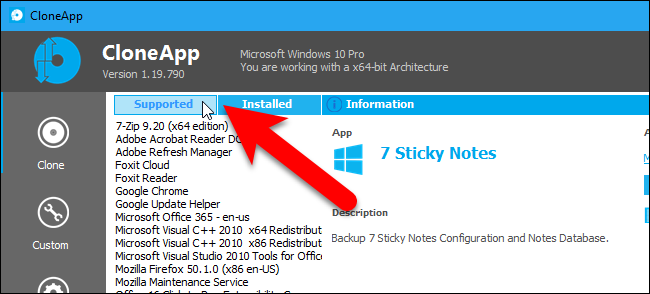 CloneApp
CloneApp
Version 1.19.790
Microsoft Windows 10 Pro
You are working with a x64-bit Architecture
Supported
Installed
Information
Clone
Custom
7-Zip 9.20 (x64 edition)
Adobe Acrobat Reader DC
Adobe Refresh Manager
Foxit Cloud
Foxit Reader
Google Chrome
Google Update Helper
Microsoft Office 365 - en-us
Microsoft Visual C++ 2010 x64 Redistribut
Microsoft Visual C++ 2010 x86 Redistribut
Microsoft Visual Studio 2010 Tools for Offic
Mozilla Firefox 50.1.0 (x86 en-US)
Mozilla Maintenance Service
App
7 Sticky Notes
Description
Backup 7 Sticky Notes Configuration and Notes Database.